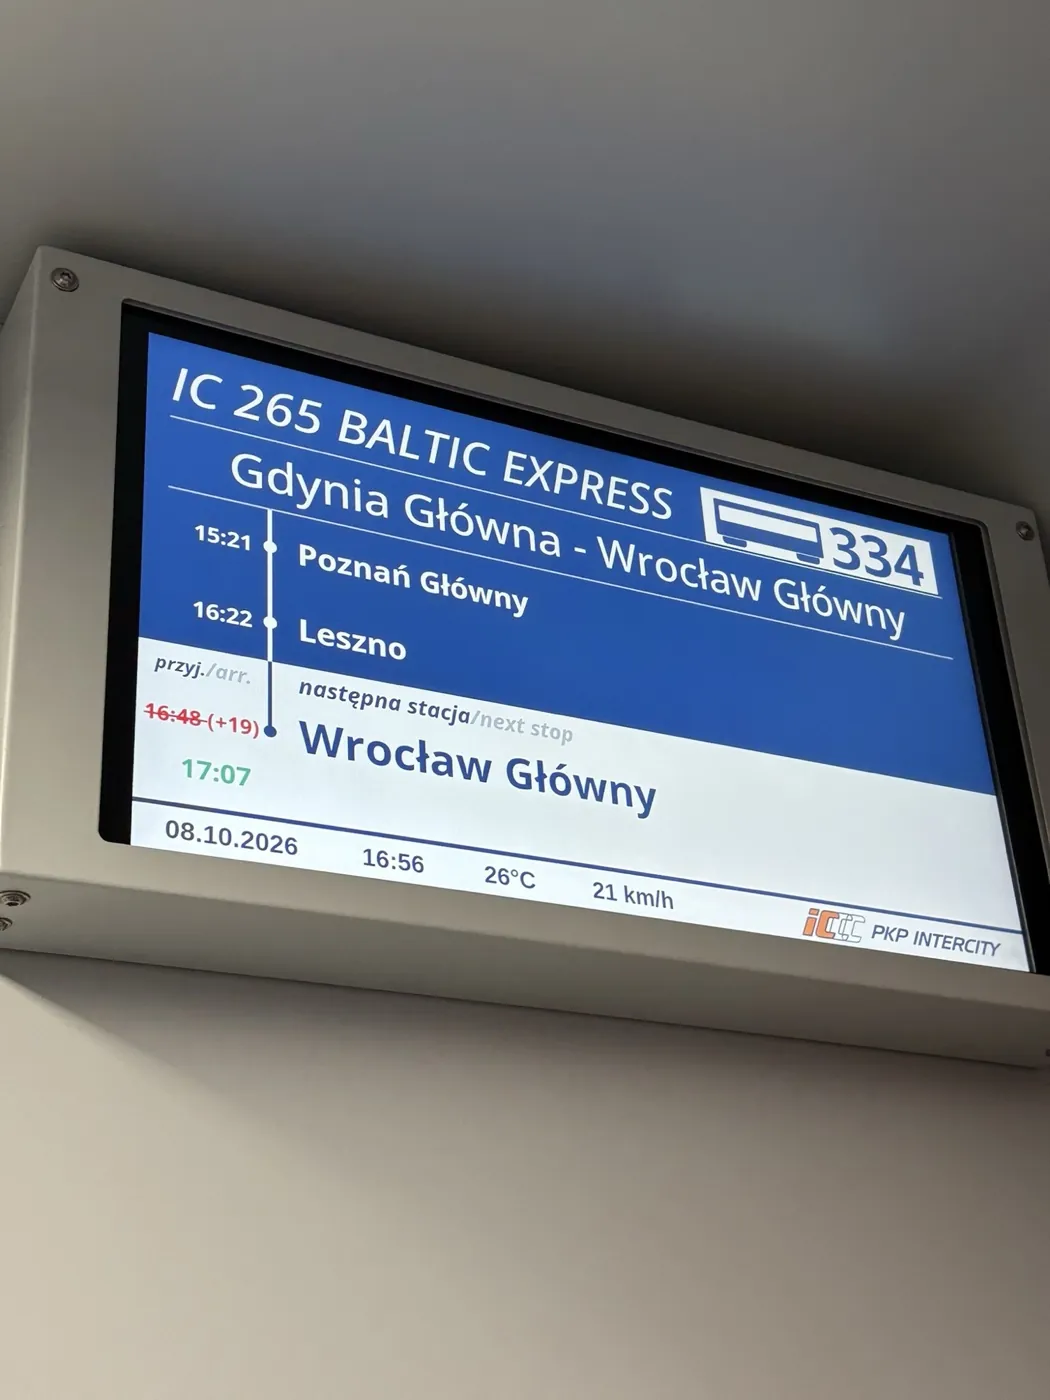 IC 265 BALTIC EXPRESS
334
Gdynia Główna - Wrocław Główny
15:21 Poznań Główny
16:22 Leszno
przyj./arr. następna stacja/next stop
16:48 (+19) Wrocław Główny
17:07
08.10.2026 16:56 26°C 21 km/h
IC PKP INTERCITY